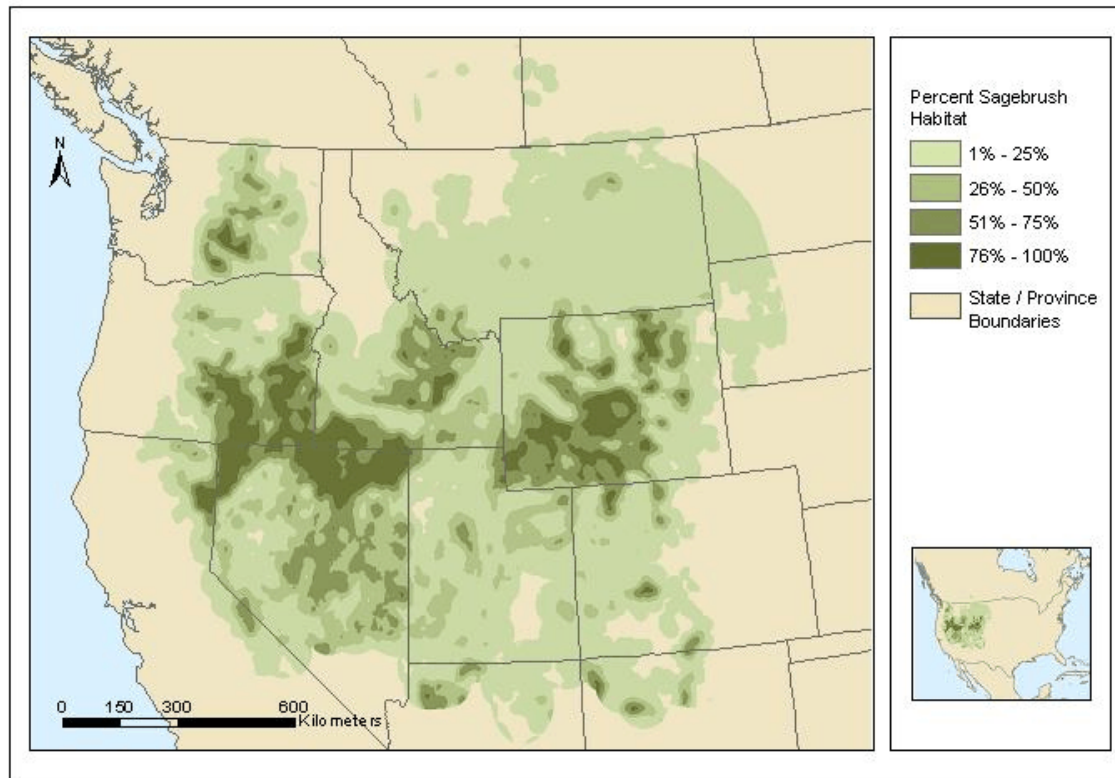 Percent Sagebrush
Habitat
1% - 25%
26% - 50%
51% - 75%
76% - 100%
State / Province
Boundaries
N
0 150 300 600
Kilometers